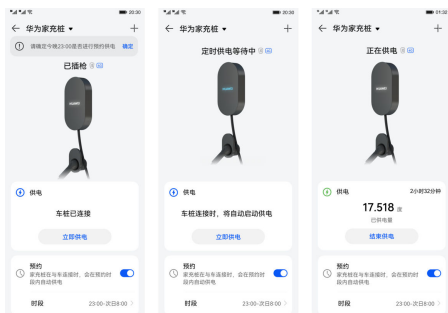 20:30
华为家充桩
请确定今晚23:00是否进行预约供电 确定
已插枪
供电
车桩已连接
立即供电
预约
家充桩在与车连接时，会在预约时
段内自动供电
时段 23:00-次日8:00
20:30
华为家充桩
定时供电等待中
供电
车桩连接时，将自动启动供电
立即供电
预约
家充桩在与车连接时，会在预约时
段内自动供电
时段 23:00-次日8:00
01:32
华为家充桩
正在供电
供电 2小时32分钟
17.518 度
已供电量
结束供电
预约
家充桩在与车连接时，会在预约时
段内自动供电
时段 23:00-次日8:00